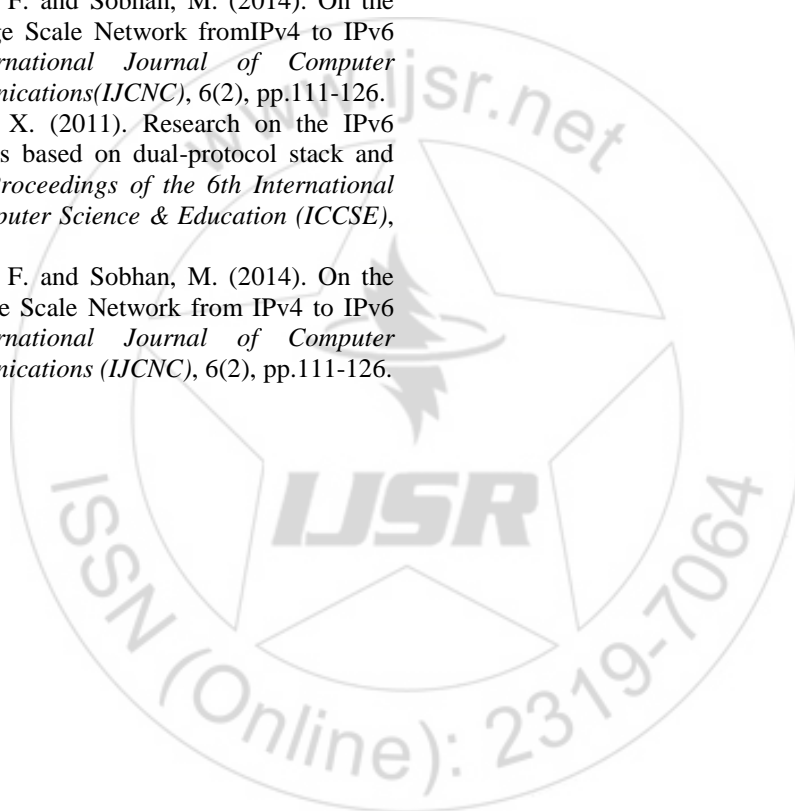 F. and Sobhan, M. (2014). On the
ge Scale Network fromIPv4 to IPv6
rnational Journal of Computer
nications(IJCNC), 6(2), pp.111-126.
X. (2011). Research on the IPv6
s based on dual-protocol stack and
Proceedings of the 6th International
puter Science & Education (ICCSE),
F. and Sobhan, M. (2014). On the
e Scale Network from IPv4 to IPv6
rnational Journal of Computer
nications (IJCNC), 6(2), pp.111-126.
www.ijsr.net
IJSR
ISSN (Online): 2319-7064